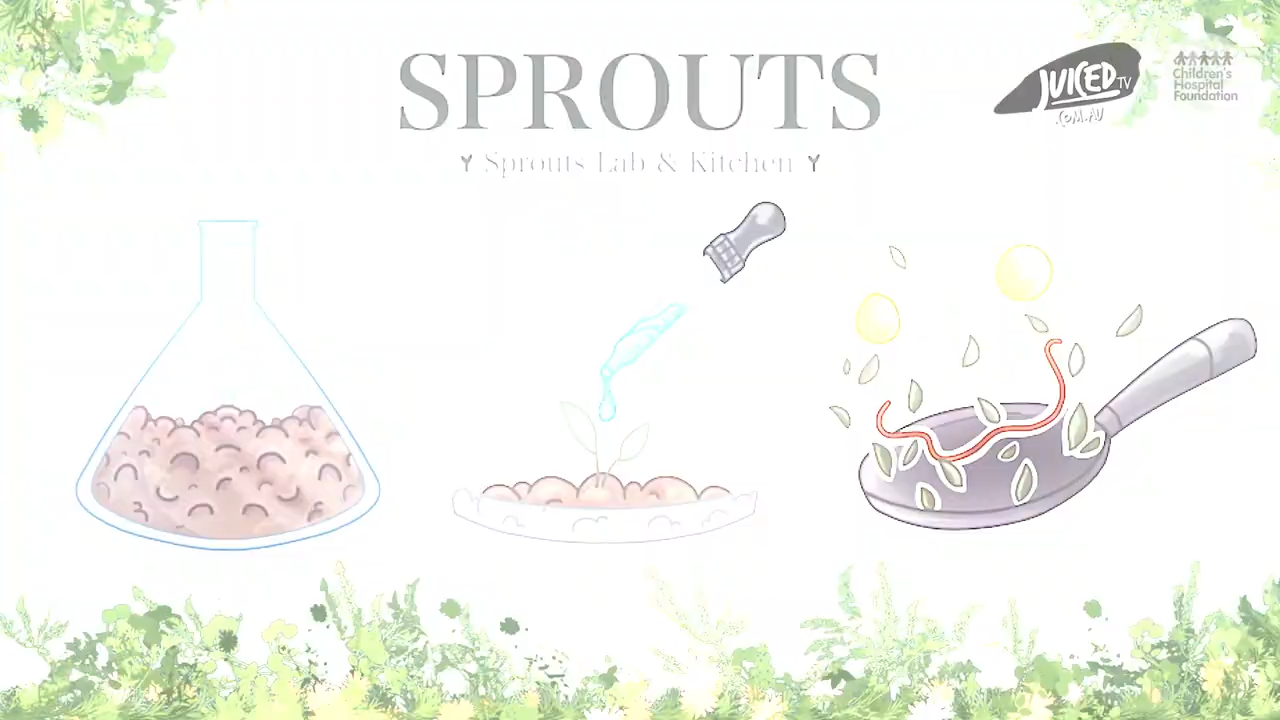 SPROUTS
Sprouts Lab & Kitchen
JUICED TV
.COM.AU
Children's
Hospital
Foundation